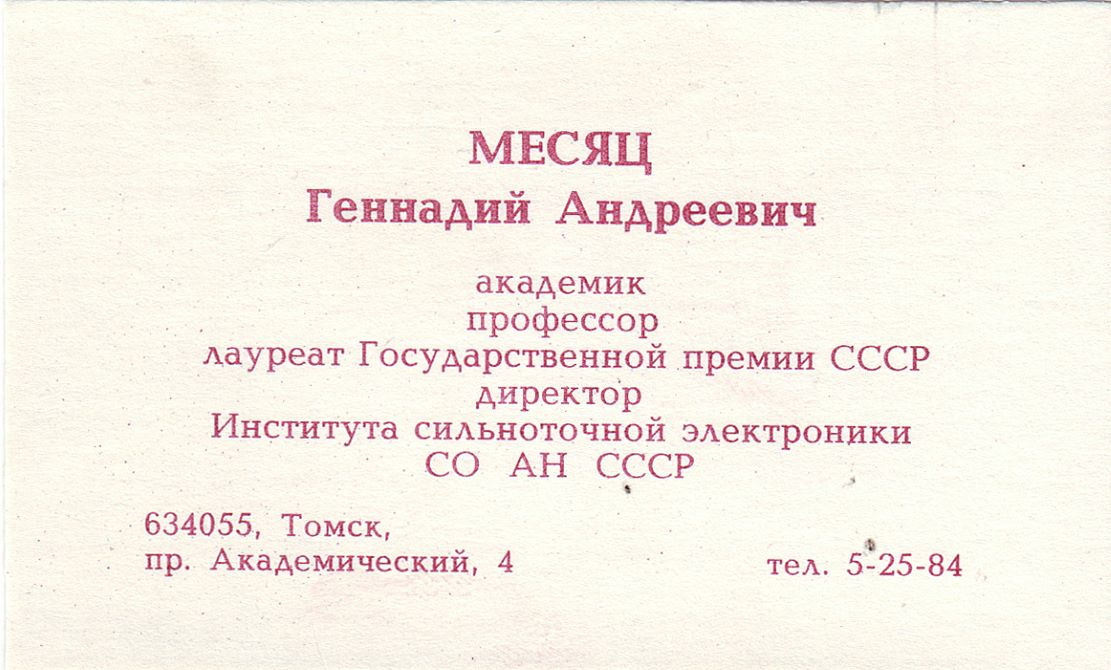 МЕСЯЦ
Геннадий Андреевич
академик
профессор
лауреат Государственной премии СССР
директор
Института сильноточной электроники
СО АН СССР
634055, Томск,
пр. Академический, 4
тел. 5-25-84